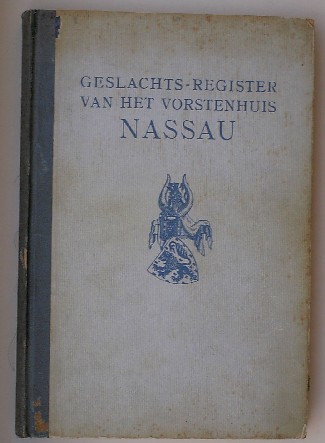 GESLACHTS-REGISTER
VAN HET VORSTENHUIS
NASSAU